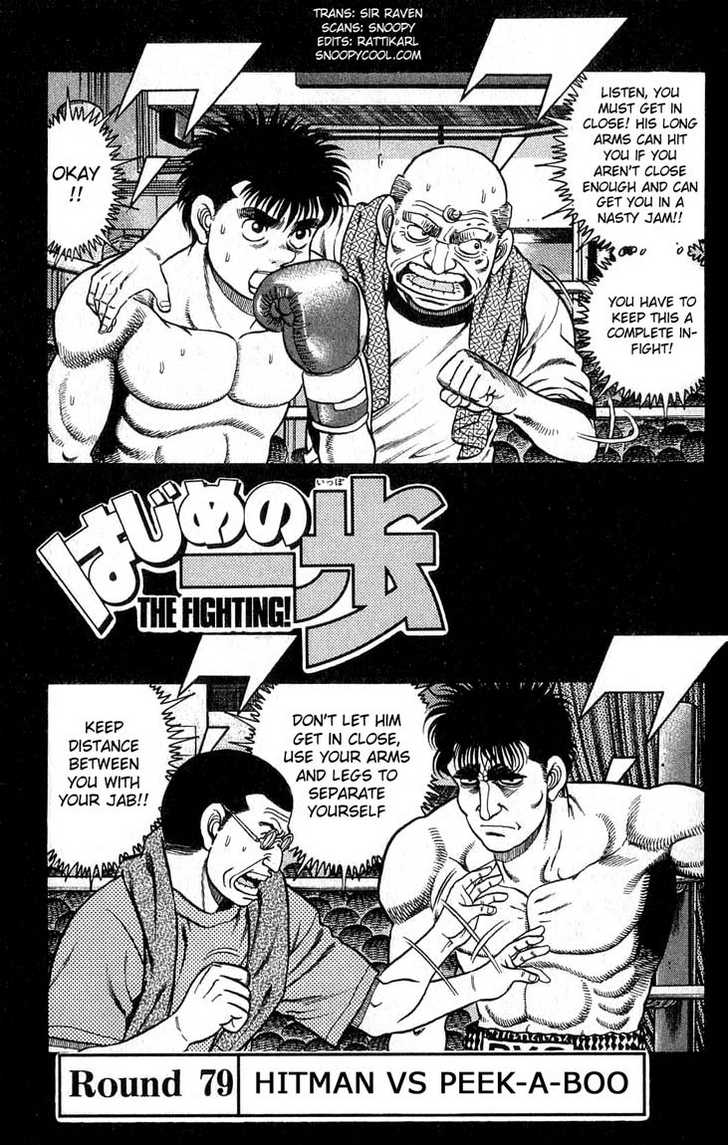 TRANS: SIR RAVEN
SCANS: SNOOPY
EDITS: RATTIKARL
SNOOPYCOOL.COM
LISTEN, YOU
MUST GET IN
CLOSE! HIS LONG
ARMS CAN HIT
YOU IF YOU
AREN'T CLOSE
ENOUGH AND CAN
GET YOU IN A
NASTY JAM!!
YOU HAVE TO
KEEP THIS A
COMPLETE IN-
FIGHT!
OKAY
!!
いっぽ
はじめの一歩
THE FIGHTING!
DON'T LET HIM
GET IN CLOSE,
USE YOUR ARMS
AND LEGS TO
SEPARATE
YOURSELF
KEEP
DISTANCE
BETWEEN
YOU WITH
YOUR JAB!!
Round 79
HITMAN VS PEEK-A-BOO